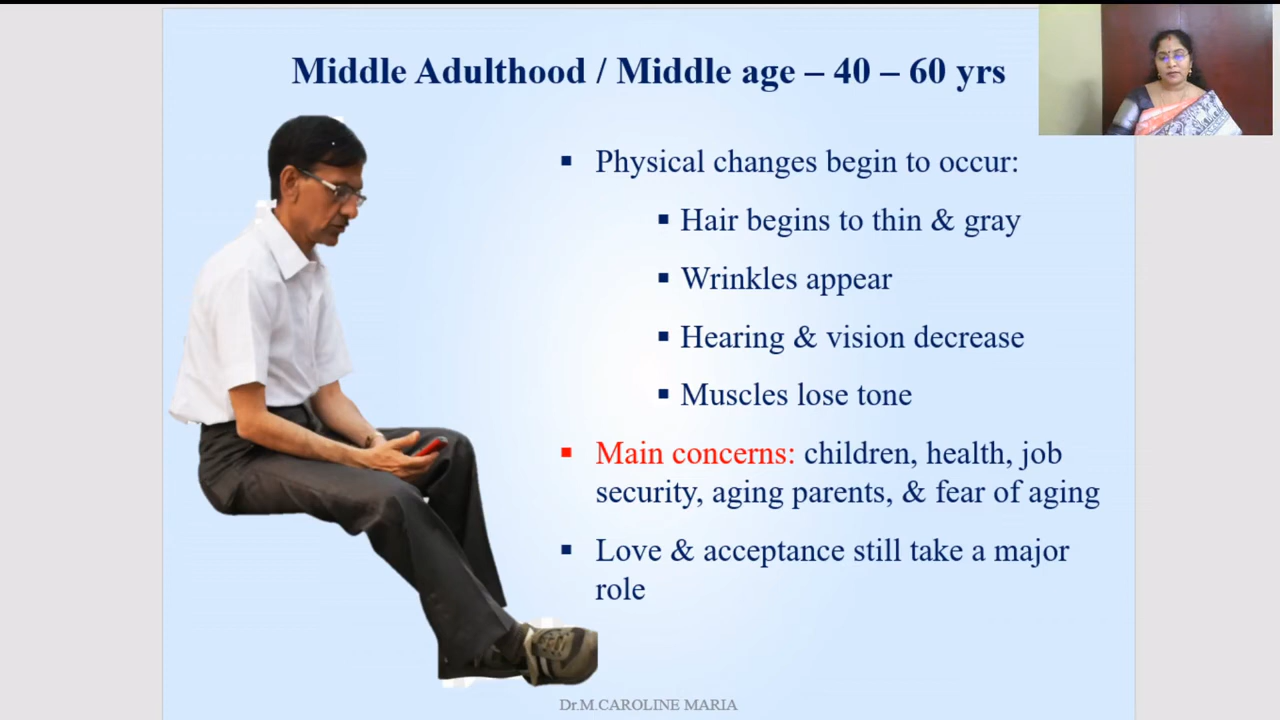 Middle Adulthood / Middle age – 40 – 60 yrs
▪ Physical changes begin to occur:
▪ Hair begins to thin & gray
▪ Wrinkles appear
▪ Hearing & vision decrease
▪ Muscles lose tone
▪ Main concerns: children, health, job
security, aging parents, & fear of aging
▪ Love & acceptance still take a major
role
Dr.M.CAROLINE MARIA